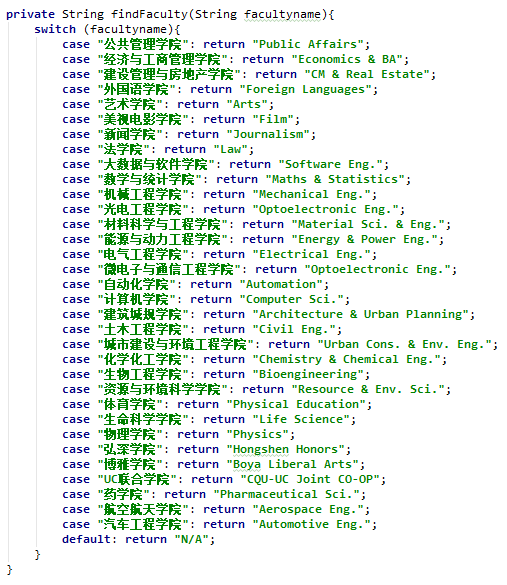 private String findFaculty(String facultyname){
switch (facultyname){
case "公共管理学院": return "Public Affairs";
case "经济与工商管理学院": return "Economics & BA";
case "建设管理与房地产学院": return "CM & Real Estate";
case "外国语学院": return "Foreign Languages";
case "艺术学院": return "Arts";
case "美视电影学院": return "Film";
case "新闻学院": return "Journalism";
case "法学院": return "Law";
case "大数据与软件学院": return "Software Eng.";
case "数学与统计学院": return "Maths & Statistics";
case "机械工程学院": return "Mechanical Eng.";
case "光电工程学院": return "Optoelectronic Eng.";
case "材料科学与工程学院": return "Material Sci. & Eng.";
case "能源与动力工程学院": return "Energy & Power Eng.";
case "电气工程学院": return "Electrical Eng.";
case "微电子与通信工程学院": return "Optoelectronic Eng.";
case "自动化学院": return "Automation";
case "计算机学院": return "Computer Sci.";
case "建筑城规学院": return "Architecture & Urban Planning";
case "土木工程学院": return "Civil Eng.";
case "城市建设与环境工程学院": return "Urban Cons. & Env. Eng.";
case "化学化工学院": return "Chemistry & Chemical Eng.";
case "生物工程学院": return "Bioengineering";
case "资源与环境科学学院": return "Resource & Env. Sci.";
case "体育学院": return "Physical Education";
case "生命科学学院": return "Life Science";
case "物理学院": return "Physics";
case "弘深学院": return "Hongshen Honors";
case "博雅学院": return "Boya Liberal Arts";
case "UC联合学院": return "CQU-UC Joint CO-OP";
case "药学院": return "Pharmaceutical Sci.";
case "航空航天学院": return "Aerospace Eng.";
case "汽车工程学院": return "Automotive Eng.";
default: return "N/A";
}
}